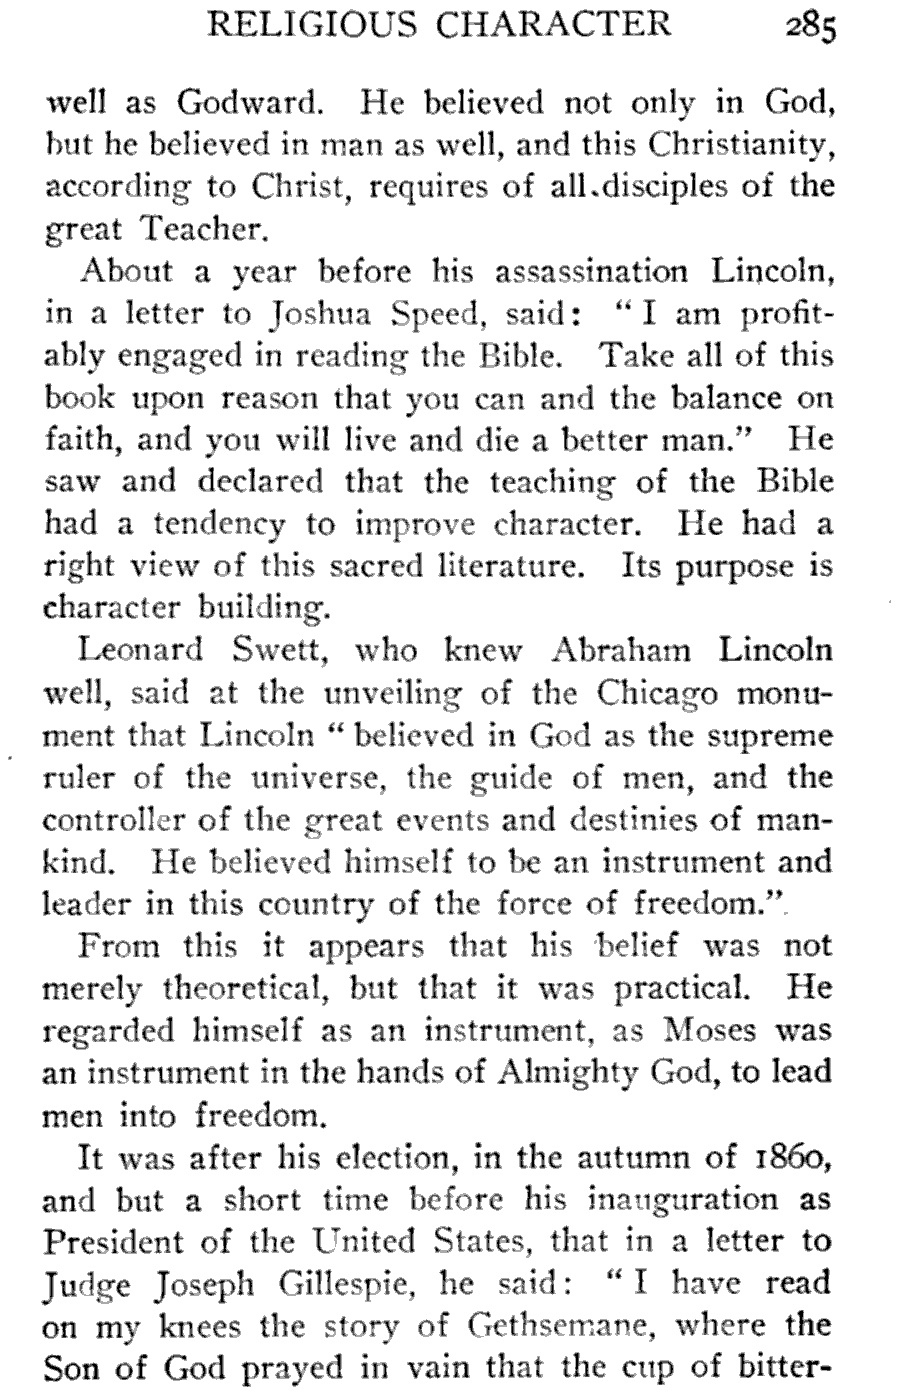 RELIGIOUS CHARACTER 285
well as Godward. He believed not only in God,
but he believed in man as well, and this Christianity,
according to Christ, requires of all disciples of the
great Teacher.
About a year before his assassination Lincoln,
in a letter to Joshua Speed, said: “ I am profit-
ably engaged in reading the Bible. Take all of this
book upon reason that you can and the balance on
faith, and you will live and die a better man.” He
saw and declared that the teaching of the Bible
had a tendency to improve character. He had a
right view of this sacred literature. Its purpose is
character building.
Leonard Swett, who knew Abraham Lincoln
well, said at the unveiling of the Chicago monu-
ment that Lincoln “ believed in God as the supreme
ruler of the universe, the guide of men, and the
controller of the great events and destinies of man-
kind. He believed himself to be an instrument and
leader in this country of the force of freedom.”
From this it appears that his belief was not
merely theoretical, but that it was practical. He
regarded himself as an instrument, as Moses was
an instrument in the hands of Almighty God, to lead
men into freedom.
It was after his election, in the autumn of 1860,
and but a short time before his inauguration as
President of the United States, that in a letter to
Judge Joseph Gillespie, he said: “ I have read
on my knees the story of Gethsemane, where the
Son of God prayed in vain that the cup of bitter-